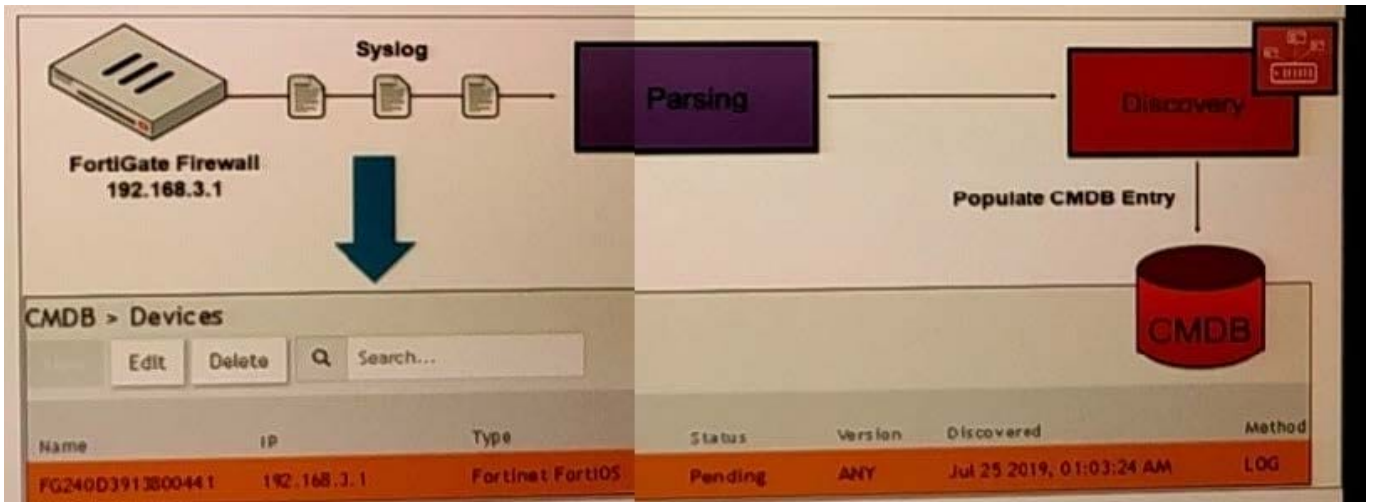 Syslog
Parsing
Discovery
FortiGate Firewall
192.168.3.1
Populate CMDB Entry
CMDB
CMDB > Devices
Edit Delete Search...
Name IP Type Status Version Discovered Method
FG240D3913800441 192.168.3.1 Fortinet FortiOS Pending ANY Jul 25 2019, 01:03:24 AM LOG